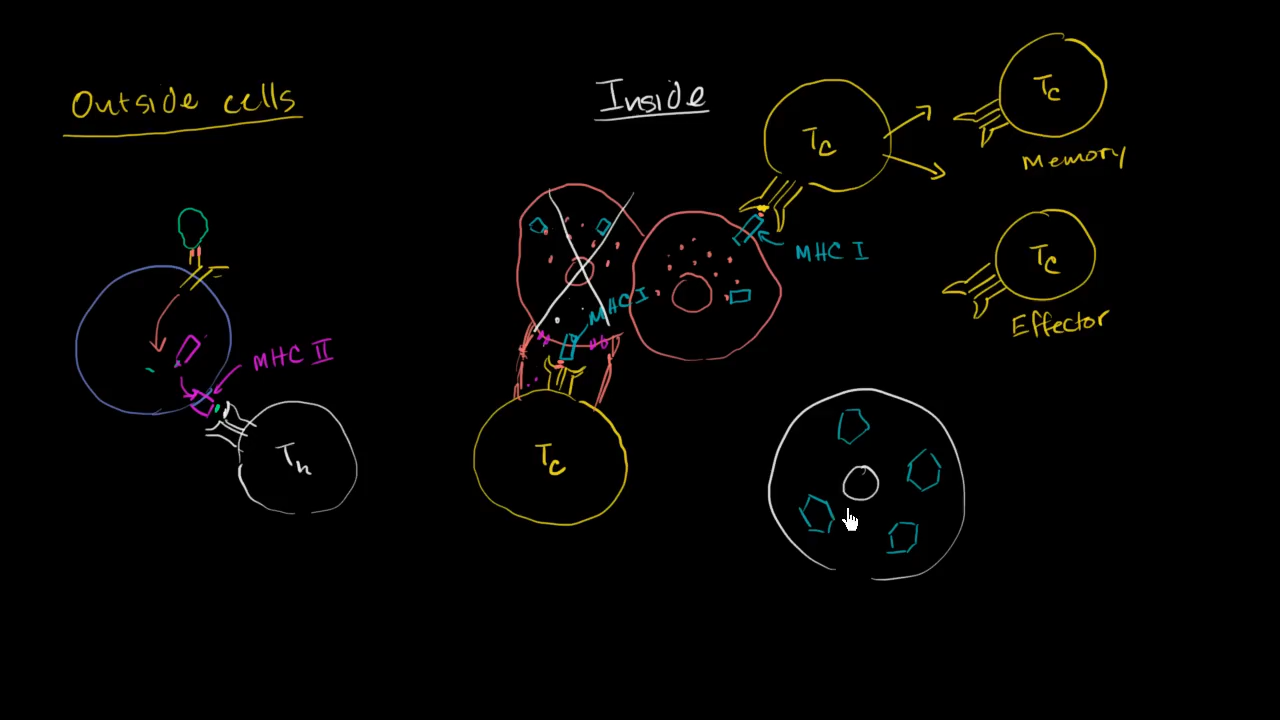 Outside cells
Inside
Tc
Tc
Memory
MHC I
Tc
Effector
MHC I
MHC II
Th
Tc